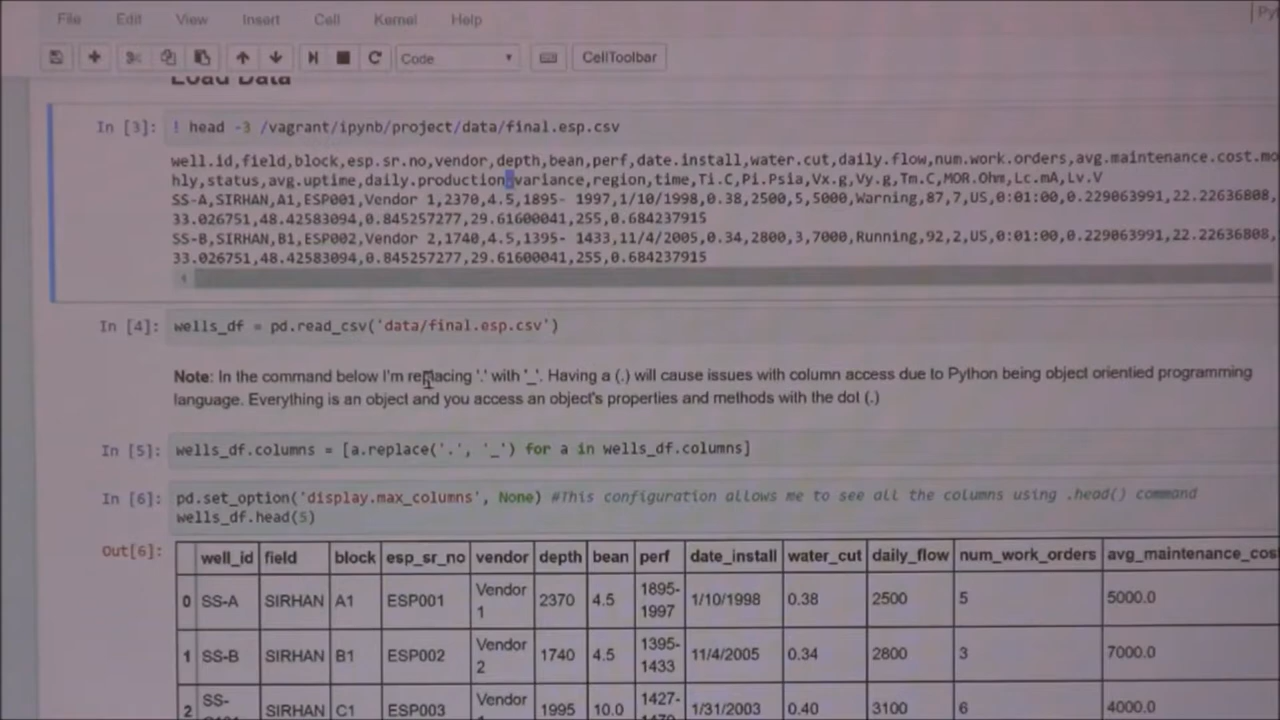 File Edit View Insert Cell Kernel Help
Code CellToolbar
Load Data
In [3]: ! head -3 /vagrant/ipynb/project/data/final.esp.csv
well.id,field,block,esp.sr.no,vendor,depth,bean,perf,date.install,water.cut,daily.flow,num.work.orders,avg.maintenance.cost.mo
hly,status,avg.uptime,daily.production.variance,region,time,Ti.C,Pi.Psia,Vx.g,Vy.g,Tm.C,MOR.Ohm,Lc.mA,Lv.V
SS-A,SIRHAN,A1,ESP001,Vendor 1,2370,4.5,1895- 1997,1/10/1998,0.38,2500,5,5000,Warning,87,7,US,0:01:00,0.229063991,22.22636808,
33.026751,48.42583094,0.845257277,29.61600041,255,0.684237915
SS-B,SIRHAN,B1,ESP002,Vendor 2,1740,4.5,1395- 1433,11/4/2005,0.34,2800,3,7000,Running,92,2,US,0:01:00,0.229063991,22.22636808,
33.026751,48.42583094,0.845257277,29.61600041,255,0.684237915
In [4]: wells_df = pd.read_csv('data/final.esp.csv')
Note: In the command below I'm replacing '.' with '_'. Having a (.) will cause issues with column access due to Python being object orientied programming
language. Everything is an object and you access an object's properties and methods with the dot (.)
In [5]: wells_df.columns = [a.replace('.', '_') for a in wells_df.columns]
In [6]: pd.set_option('display.max_columns', None) #This configuration allows me to see all the columns using .head() command
wells_df.head(5)
Out[6]: well_id field block esp_sr_no vendor depth bean perf date_install water_cut daily_flow num_work_orders avg_maintenance_cos
0 SS-A SIRHAN A1 ESP001 Vendor 1 2370 4.5 1895-1997 1/10/1998 0.38 2500 5 5000.0
1 SS-B SIRHAN B1 ESP002 Vendor 2 1740 4.5 1395-1433 11/4/2005 0.34 2800 3 7000.0
2 SS- SIRHAN C1 ESP003 Vendor 1995 10.0 1427- 1/31/2003 0.40 3100 6 4000.0